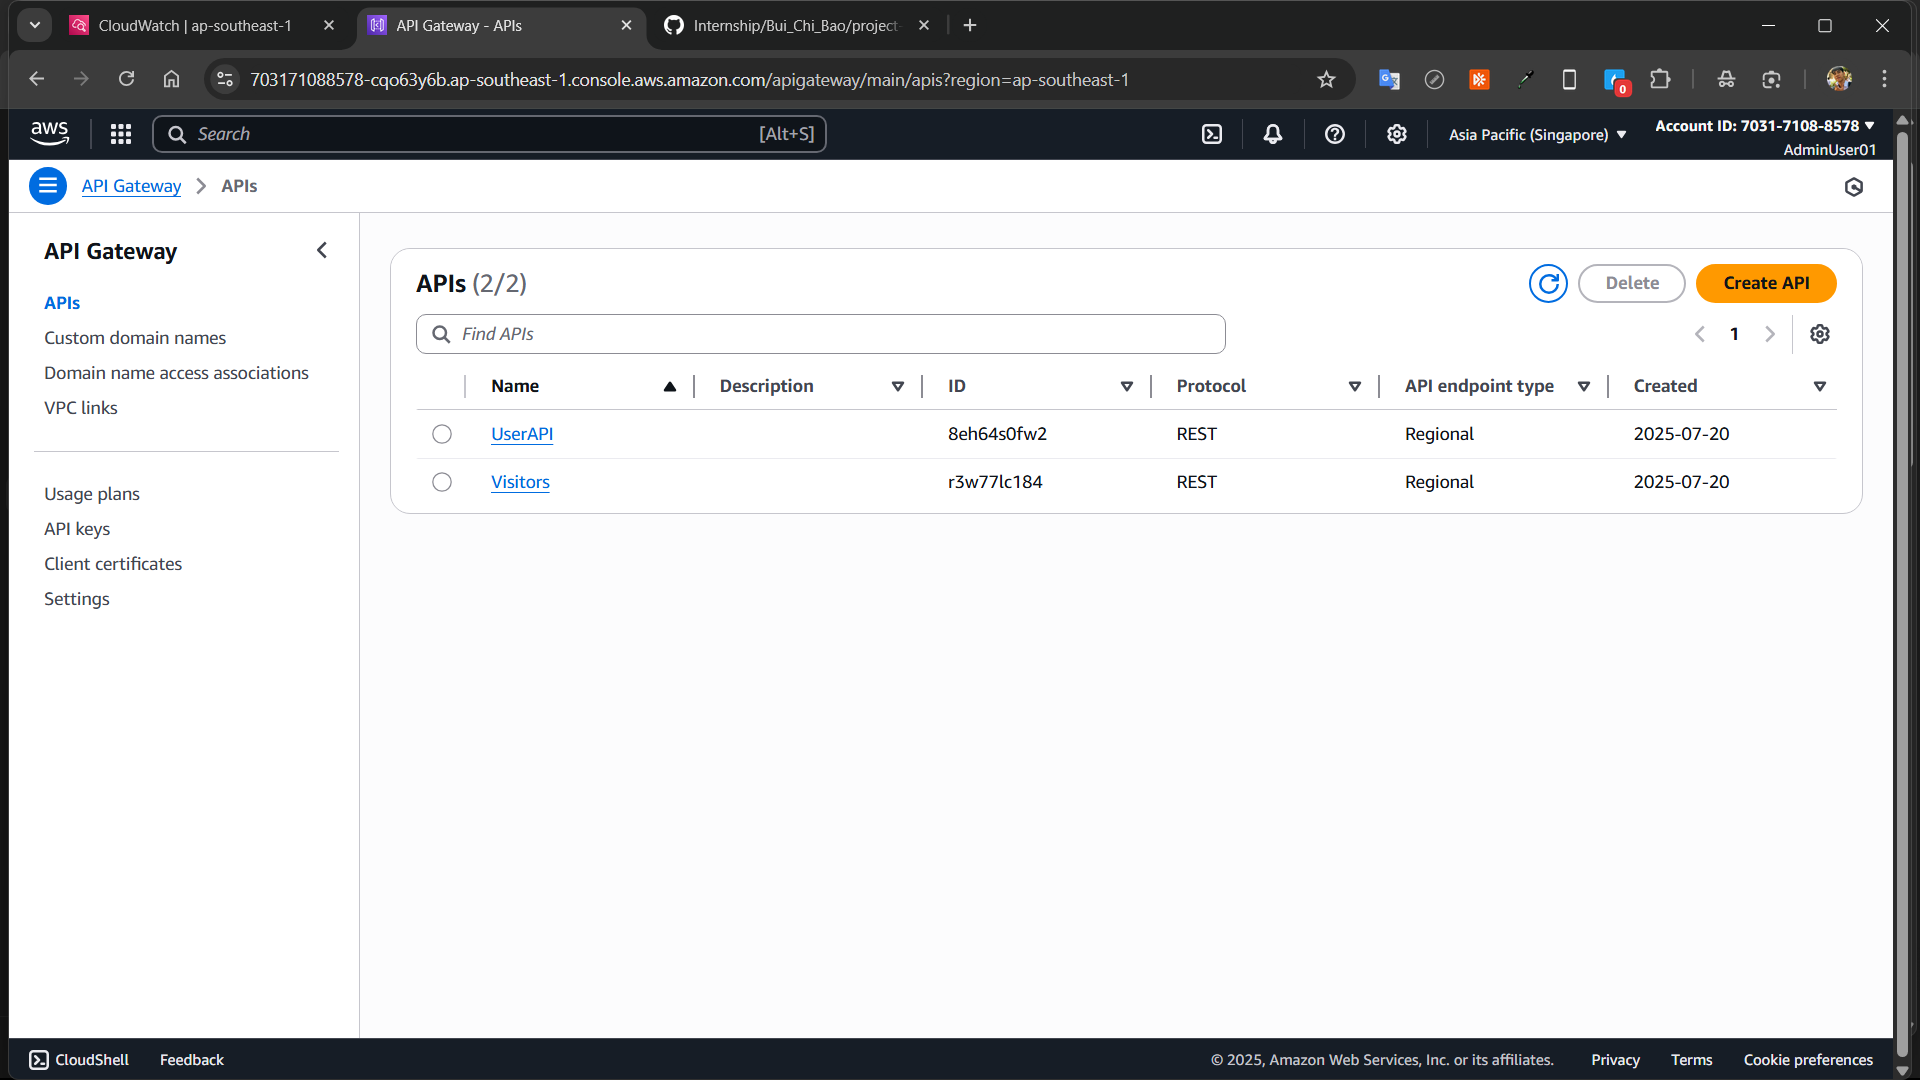 CloudWatch | ap-southeast-1
API Gateway - APIs
Internship/Bui_Chi_Bao/project-
703171088578-cqo63y6b.ap-southeast-1.console.aws.amazon.com/apigateway/main/apis?region=ap-southeast-1
0
aws
Search
[Alt+S]
Asia Pacific (Singapore)
Account ID: 7031-7108-8578
AdminUser01
API Gateway
APIs
API Gateway
APIs
Custom domain names
Domain name access associations
VPC links
Usage plans
API keys
Client certificates
Settings
APIs (2/2)
Delete
Create API
Find APIs
1
Name Description ID Protocol API endpoint type Created
UserAPI 8eh64s0fw2 REST Regional 2025-07-20
Visitors r3w77lc184 REST Regional 2025-07-20
CloudShell
Feedback
© 2025, Amazon Web Services, Inc. or its affiliates.
Privacy
Terms
Cookie preferences